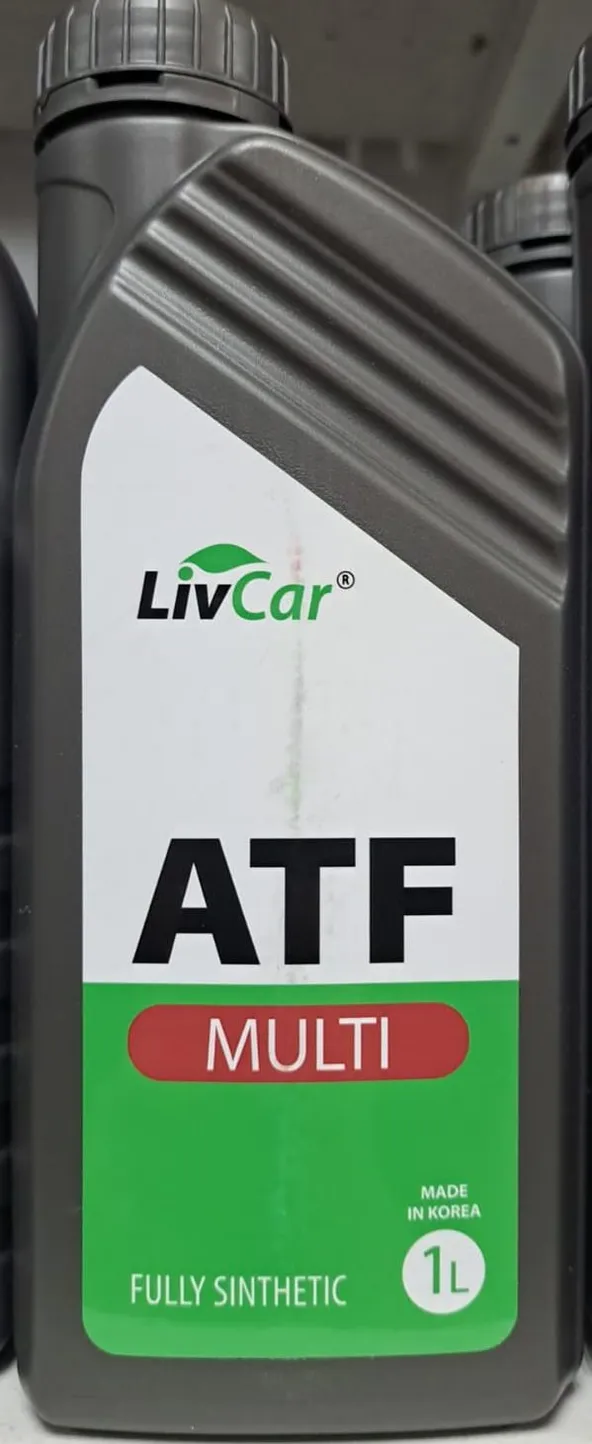 LivCar®
ATF
MULTI
MADE
IN KOREA
1L
FULLY SINTHETIC